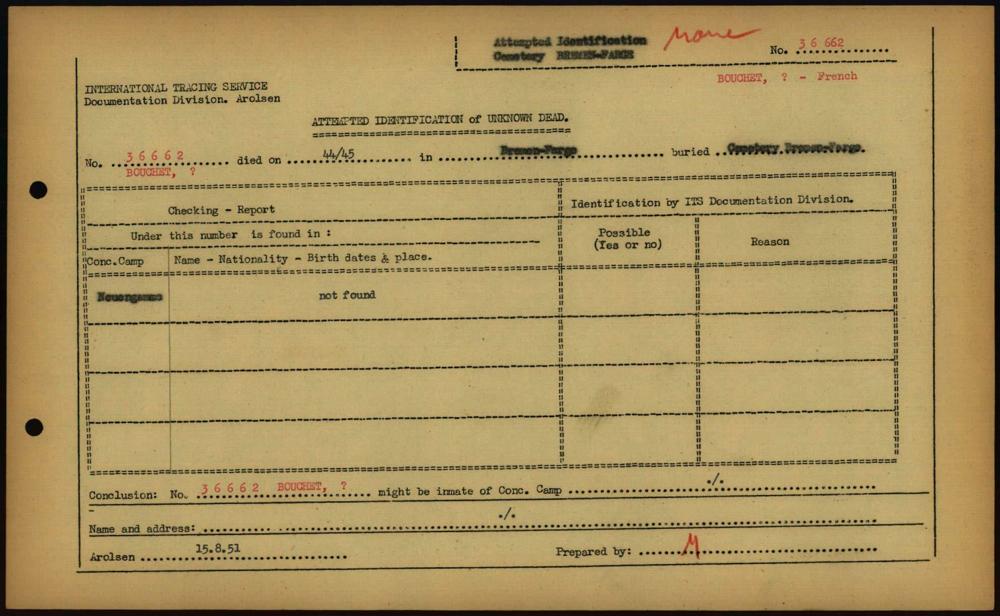 Attempted Identification
Cemetery BREMEN-FARGE
No. 36 662
BOUCHET, ? - French
INTERNATIONAL TRACING SERVICE
Documentation Division. Arolsen
ATTEMPTED IDENTIFICATION of UNKNOWN DEAD.
No. 36662 died on 44/45 in Bremen-Farge buried Cemetery Bremen-Farge.
BOUCHET, ?
Checking - Report
Identification by ITS Documentation Division.
Under this number is found in :
Possible
(Yes or no)
Reason
Conc.Camp
Name - Nationality - Birth dates & place.
Neuengamme
not found
Conclusion: No. 36662 BOUCHET, ? might be inmate of Conc. Camp ./.
Name and address: ./.
Arolsen 15.8.51
Prepared by: M